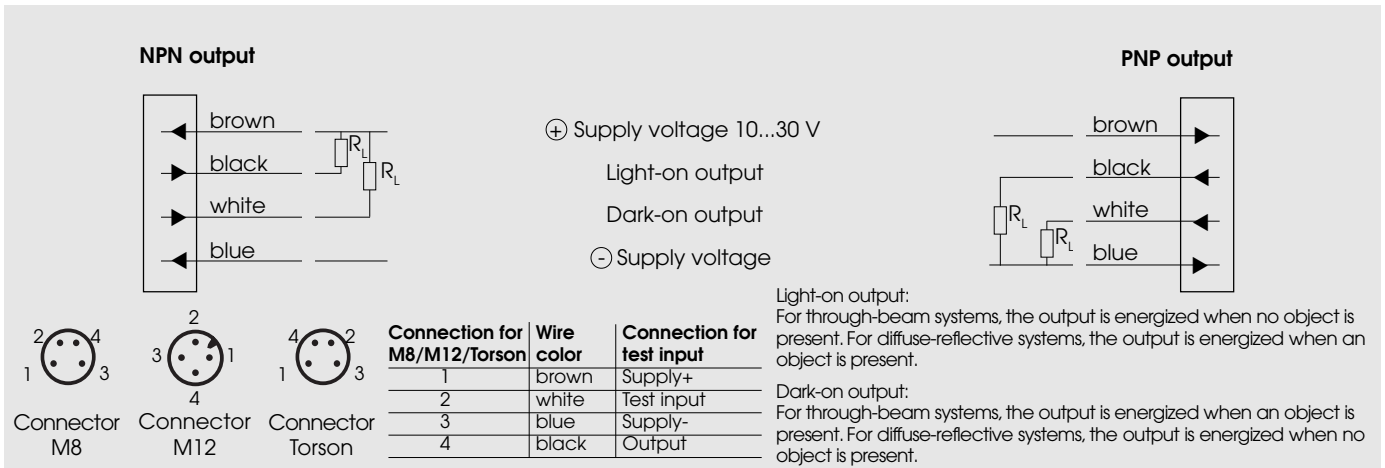 NPN output
PNP output
brown
R_L
black
R_L
white
blue
⊕ Supply voltage 10...30 V
Light-on output
Dark-on output
⊖ Supply voltage
brown
black
R_L
white
R_L
blue
2 4
1 3
Connector
M8
2
3 1
4
Connector
M12
4 2
1 3
Connector
Torson
Connection for M8/M12/Torson | Wire color | Connection for test input
1 | brown | Supply+
2 | white | Test input
3 | blue | Supply-
4 | black | Output
Light-on output:
For through-beam systems, the output is energized when no object is
present. For diffuse-reflective systems, the output is energized when an
object is present.
Dark-on output:
For through-beam systems, the output is energized when an object is
present. For diffuse-reflective systems, the output is energized when no
object is present.